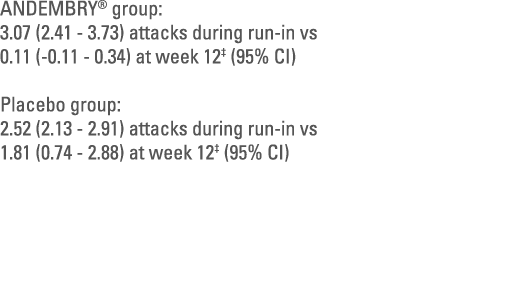 ANDEMBRY® group:
3.07 (2.41 - 3.73) attacks during run-in vs
0.11 (-0.11 - 0.34) at week 12‡ (95% CI)
Placebo group:
2.52 (2.13 - 2.91) attacks during run-in vs
1.81 (0.74 - 2.88) at week 12‡ (95% CI)